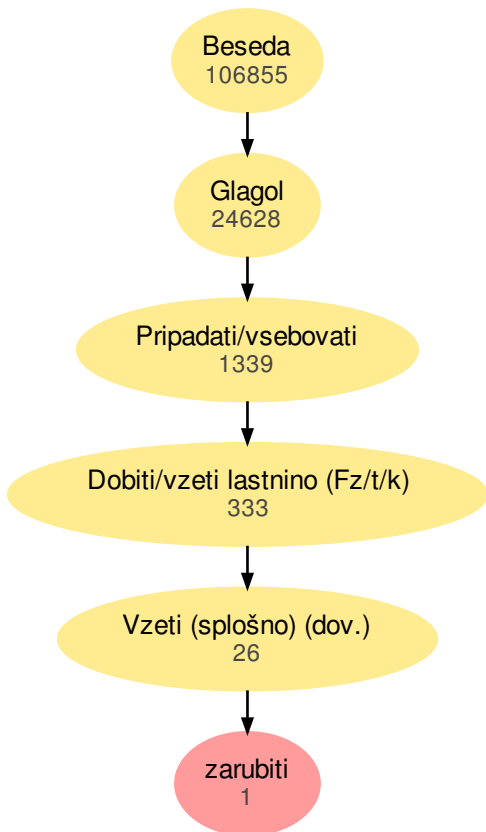 Beseda
106855
Glagol
24628
Pripadati/vsebovati
1339
Dobiti/vzeti lastnino (Fz/t/k)
333
Vzeti (splošno) (dov.)
26
zarubiti
1